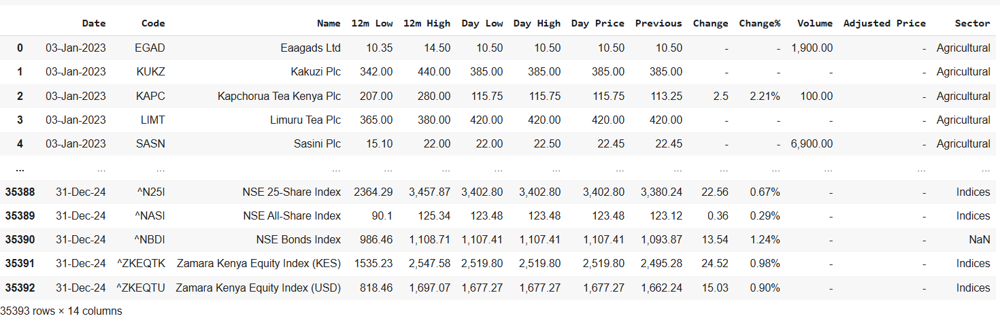 Date Code Name 12m Low 12m High Day Low Day High Day Price Previous Change Change% Volume Adjusted Price Sector
0 03-Jan-2023 EGAD Eaagads Ltd 10.35 14.50 10.50 10.50 10.50 10.50 - - 1,900.00 - Agricultural
1 03-Jan-2023 KUKZ Kakuzi Plc 342.00 440.00 385.00 385.00 385.00 385.00 - - - - Agricultural
2 03-Jan-2023 KAPC Kapchorua Tea Kenya Plc 207.00 280.00 115.75 115.75 115.75 113.25 2.5 2.21% 100.00 - Agricultural
3 03-Jan-2023 LIMT Limuru Tea Plc 365.00 380.00 420.00 420.00 420.00 420.00 - - - - Agricultural
4 03-Jan-2023 SASN Sasini Plc 15.10 22.00 22.00 22.50 22.45 22.45 - - 6,900.00 - Agricultural
... ... ... ... ... ... ... ... ... ... ... ... ... ... ...
35388 31-Dec-24 ^N25I NSE 25-Share Index 2364.29 3,457.87 3,402.80 3,402.80 3,402.80 3,380.24 22.56 0.67% - - Indices
35389 31-Dec-24 ^NASI NSE All-Share Index 90.1 125.34 123.48 123.48 123.48 123.12 0.36 0.29% - - Indices
35390 31-Dec-24 ^NBDI NSE Bonds Index 986.46 1,108.71 1,107.41 1,107.41 1,107.41 1,093.87 13.54 1.24% - - NaN
35391 31-Dec-24 ^ZKEQTK Zamara Kenya Equity Index (KES) 1535.23 2,547.58 2,519.80 2,519.80 2,519.80 2,495.28 24.52 0.98% - - Indices
35392 31-Dec-24 ^ZKEQTU Zamara Kenya Equity Index (USD) 818.46 1,697.07 1,677.27 1,677.27 1,677.27 1,662.24 15.03 0.90% - - Indices
35393 rows × 14 columns